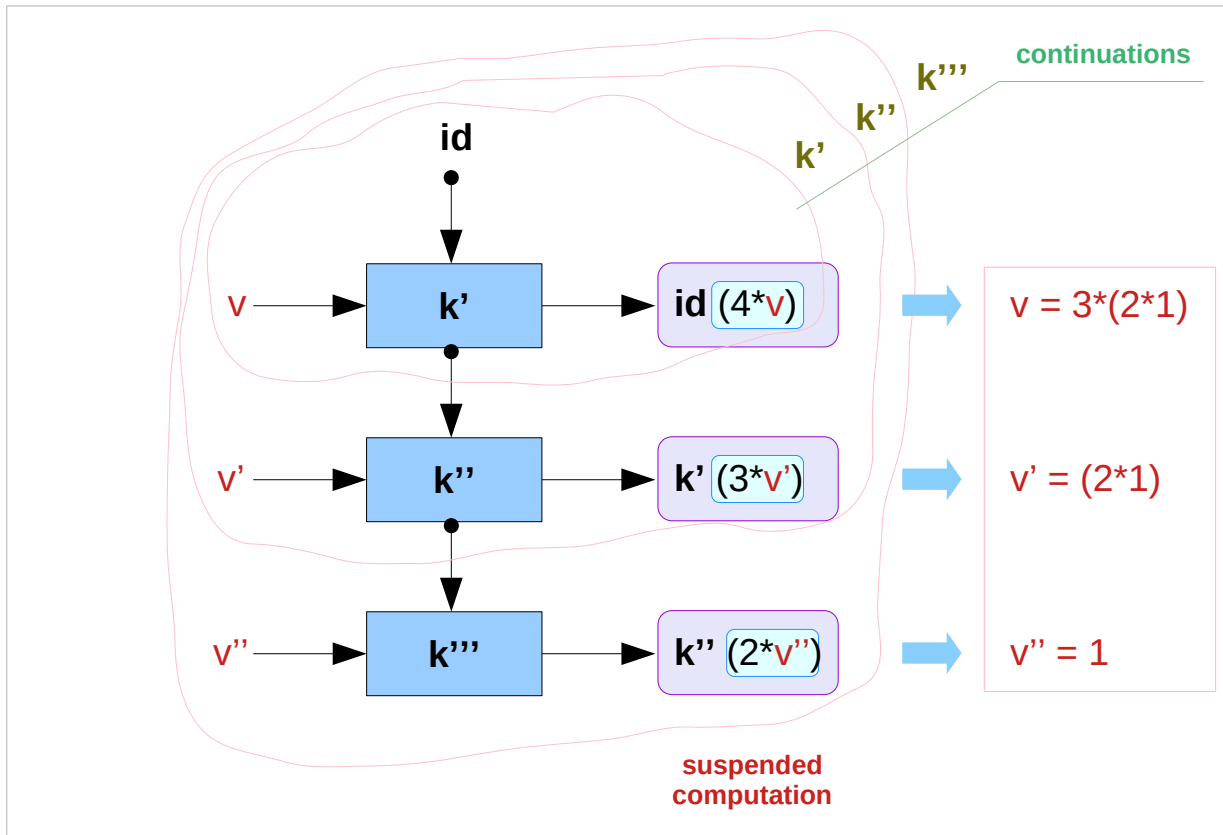 continuations
k’’’
k’’
k’
id
v
k’
id (4*v)
v = 3*(2*1)
v’
k’’
k’ (3*v’)
v’ = (2*1)
v’’
k’’’
k’’ (2*v’’)
v’’ = 1
suspended
computation